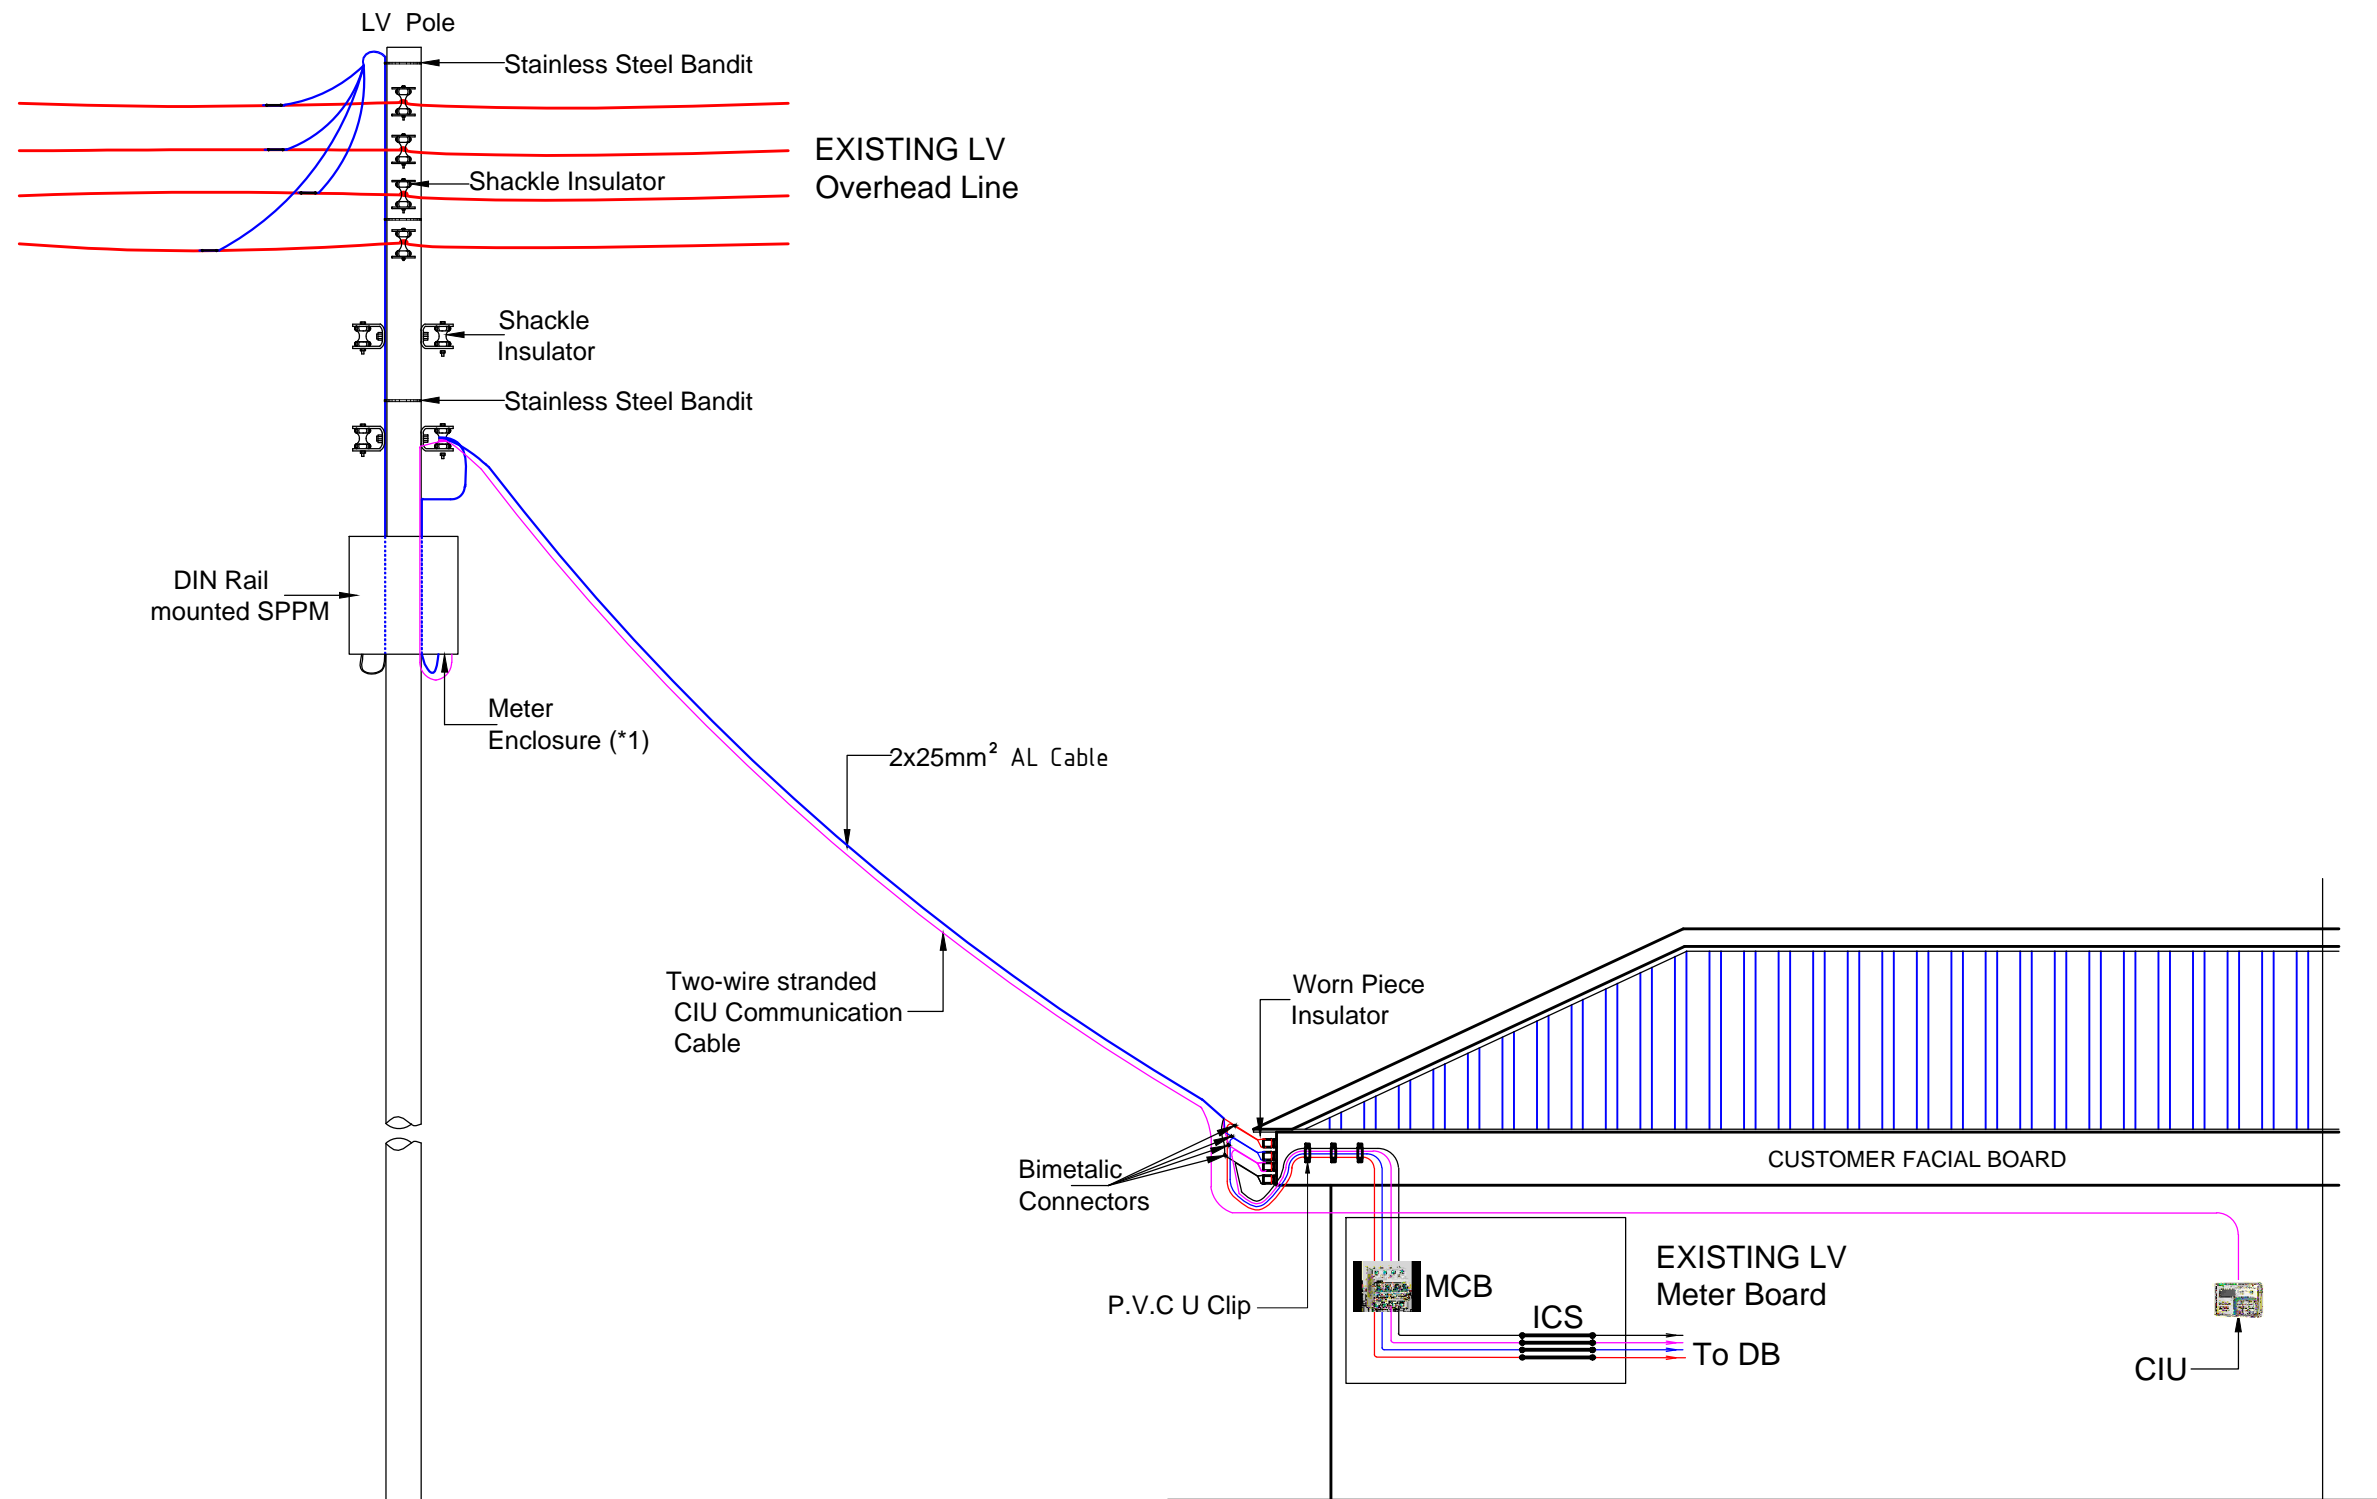 LV Pole
Stainless Steel Bandit
EXISTING LV
Overhead Line
Shackle Insulator
Shackle
Insulator
Stainless Steel Bandit
DIN Rail
mounted SPPM
Meter
Enclosure (*1)
2x25mm² AL Cable
Two-wire stranded
CIU Communication
Cable
Worn Piece
Insulator
Bimetalic
Connectors
CUSTOMER FACIAL BOARD
P.V.C U Clip
MCB
ICS
EXISTING LV
Meter Board
To DB
CIU